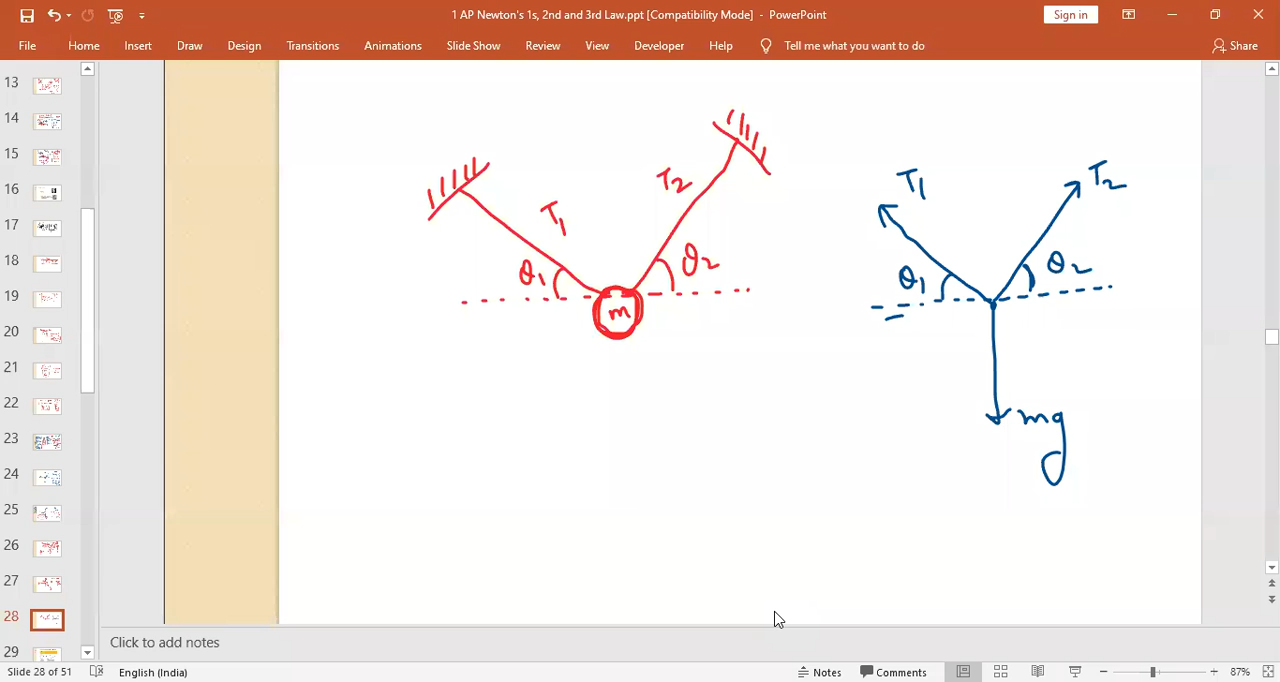 1 AP Newton's 1s, 2nd and 3rd Law.ppt [Compatibility Mode] - PowerPoint
Sign in
File Home Insert Draw Design Transitions Animations Slide Show Review View Developer Help Tell me what you want to do Share
13
14
15
16
17
18
19
20
21
22
23
24
25
26
27
28
29
T₁
T₂
θ₁
θ₂
m
T₁
T₂
θ₁
θ₂
mg
Click to add notes
Slide 28 of 51 English (India) Notes Comments 87%